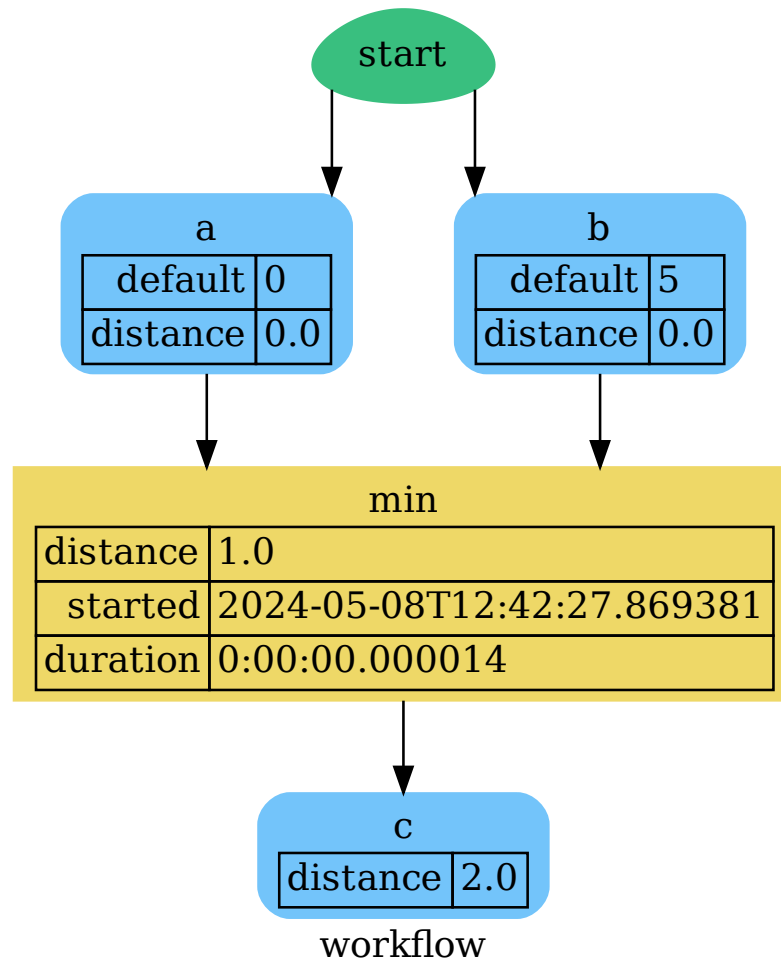 start
a
default 0
distance 0.0
b
default 5
distance 0.0
min
distance 1.0
started 2024-05-08T12:42:27.869381
duration 0:00:00.000014
c
distance 2.0
workflow